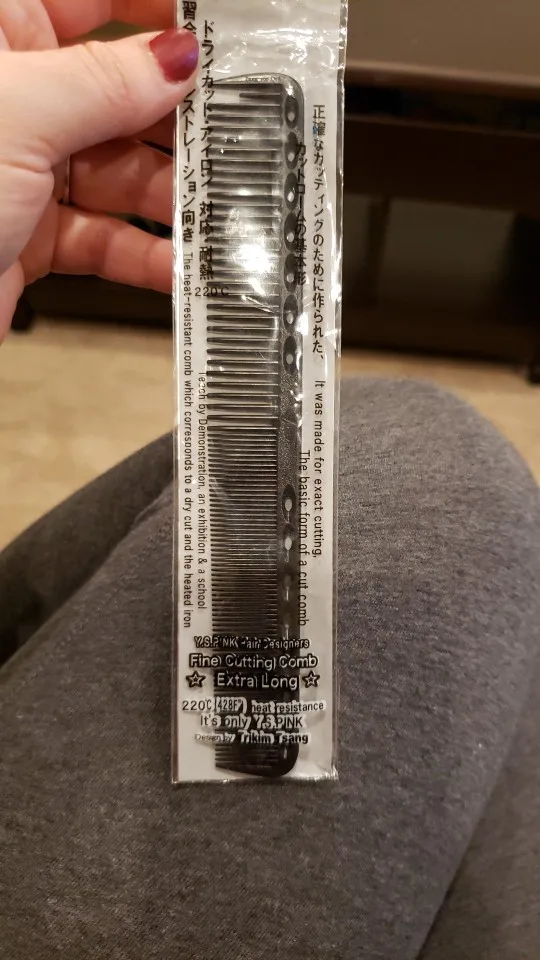 正確なカッティングのために作られた、
カットコームの基本形
ドライカット アイロン 対応 耐熱
220℃
ストレーション向き
It was made for exact cutting.
The basic form of a cut comb
Teach by Demonstration, an exhibition & a school
The heat-resistant comb which corresponds to a dry cut and the heated iron
Y.S.PINK Hair Designers
Fine Cutting Comb
☆ Extra Long ☆
220℃(428F°) heat resistance
It's only Y.S.PINK
Design by Trikim Tsang